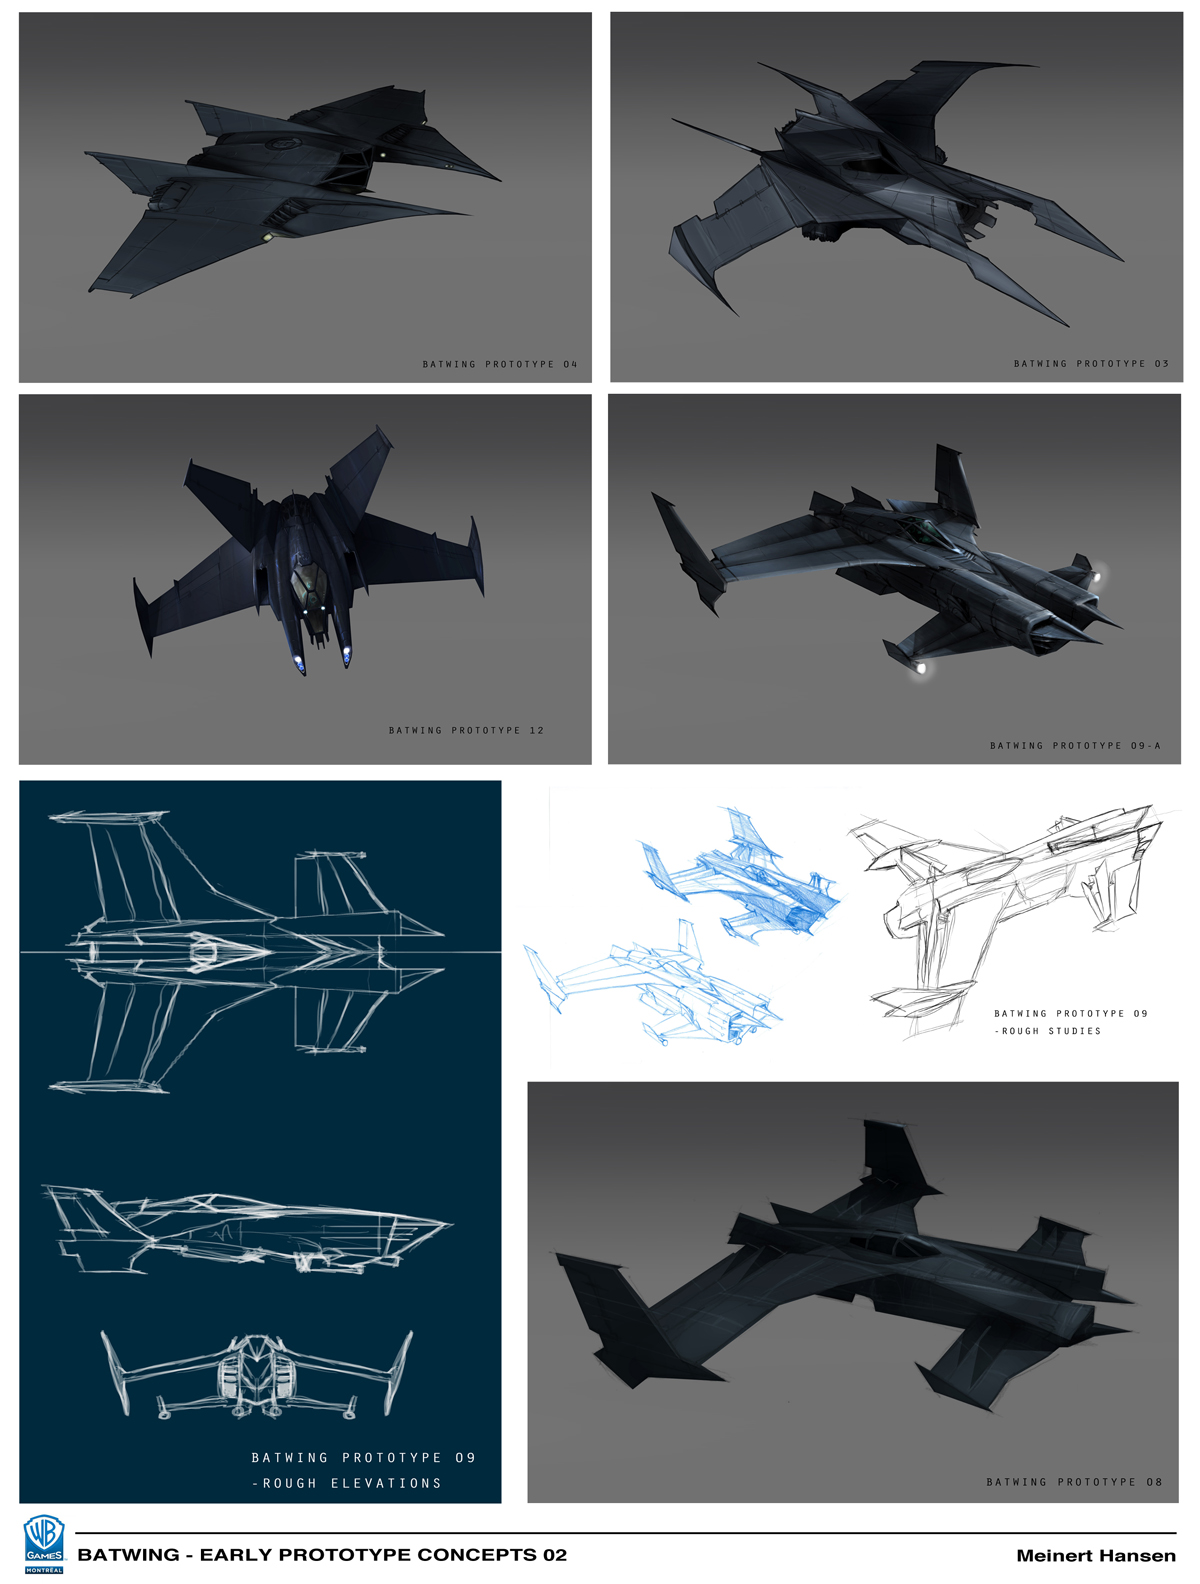 BATWING PROTOTYPE 04
BATWING PROTOTYPE 03
BATWING PROTOTYPE 12
BATWING PROTOTYPE 09-A
BATWING PROTOTYPE 09
-ROUGH STUDIES
BATWING PROTOTYPE 09
-ROUGH ELEVATIONS
BATWING PROTOTYPE 08
WB
GAMES
MONTRÉAL
BATWING - EARLY PROTOTYPE CONCEPTS 02
Meinert Hansen